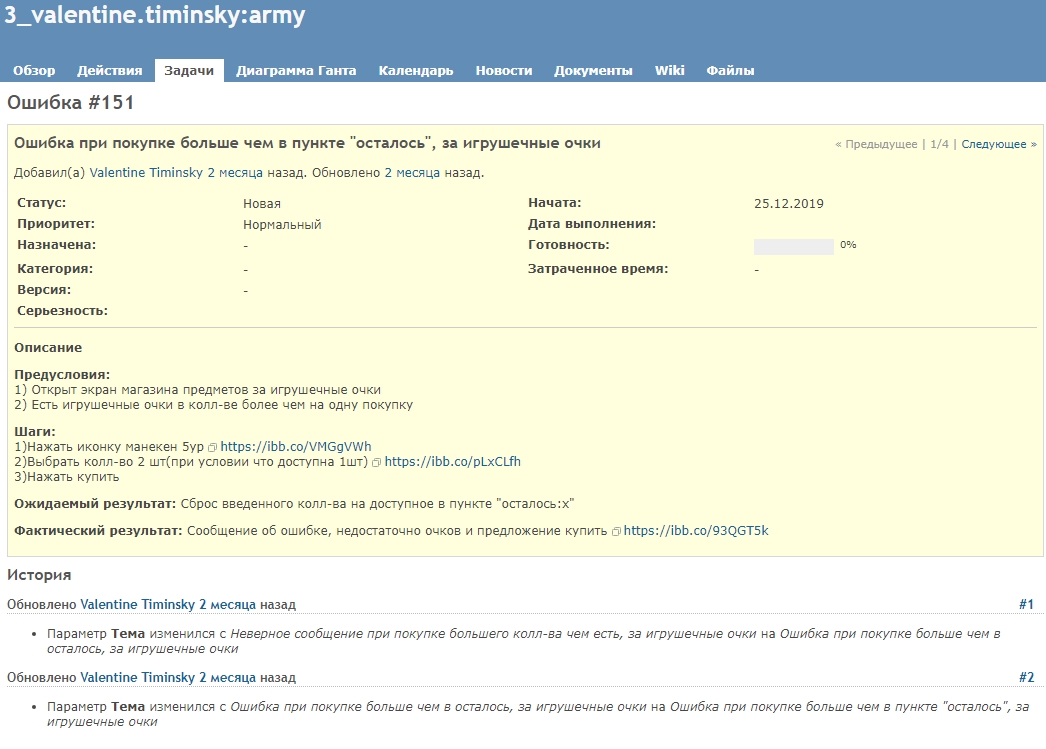 3_valentine.timinsky:army
Обзор Действия Задачи Диаграмма Ганта Календарь Новости Документы Wiki Файлы
Ошибка #151
Ошибка при покупке больше чем в пункте "осталось", за игрушечные очки
« Предыдущее | 1/4 | Следующее »
Добавил(а) Valentine Timinsky 2 месяца назад. Обновлено 2 месяца назад.
Статус: Новая Начата: 25.12.2019
Приоритет: Нормальный Дата выполнения:
Назначена: - Готовность: 0%
Категория: - Затраченное время: -
Версия: -
Серьезность:
Описание
Предусловия:
1) Открыт экран магазина предметов за игрушечные очки
2) Есть игрушечные очки в колл-ве более чем на одну покупку
Шаги:
1)Нажать иконку манекен 5ур https://ibb.co/VMGgVWh
2)Выбрать колл-во 2 шт(при условии что доступна 1шт) https://ibb.co/pLxCLfh
3)Нажать купить
Ожидаемый результат: Сброс введенного колл-ва на доступное в пункте "осталось:x"
Фактический результат: Сообщение об ошибке, недостаточно очков и предложение купить https://ibb.co/93QGT5k
История
Обновлено Valentine Timinsky 2 месяца назад #1
• Параметр Тема изменился с Неверное сообщение при покупке большего колл-ва чем есть, за игрушечные очки на Ошибка при покупке больше чем в
осталось, за игрушечные очки
Обновлено Valentine Timinsky 2 месяца назад #2
• Параметр Тема изменился с Ошибка при покупке больше чем в осталось, за игрушечные очки на Ошибка при покупке больше чем в пункте "осталось", за
игрушечные очки